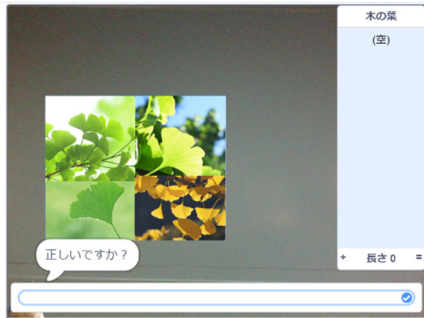 木の葉
(空)
+ 長さ 0 =
正しいですか？